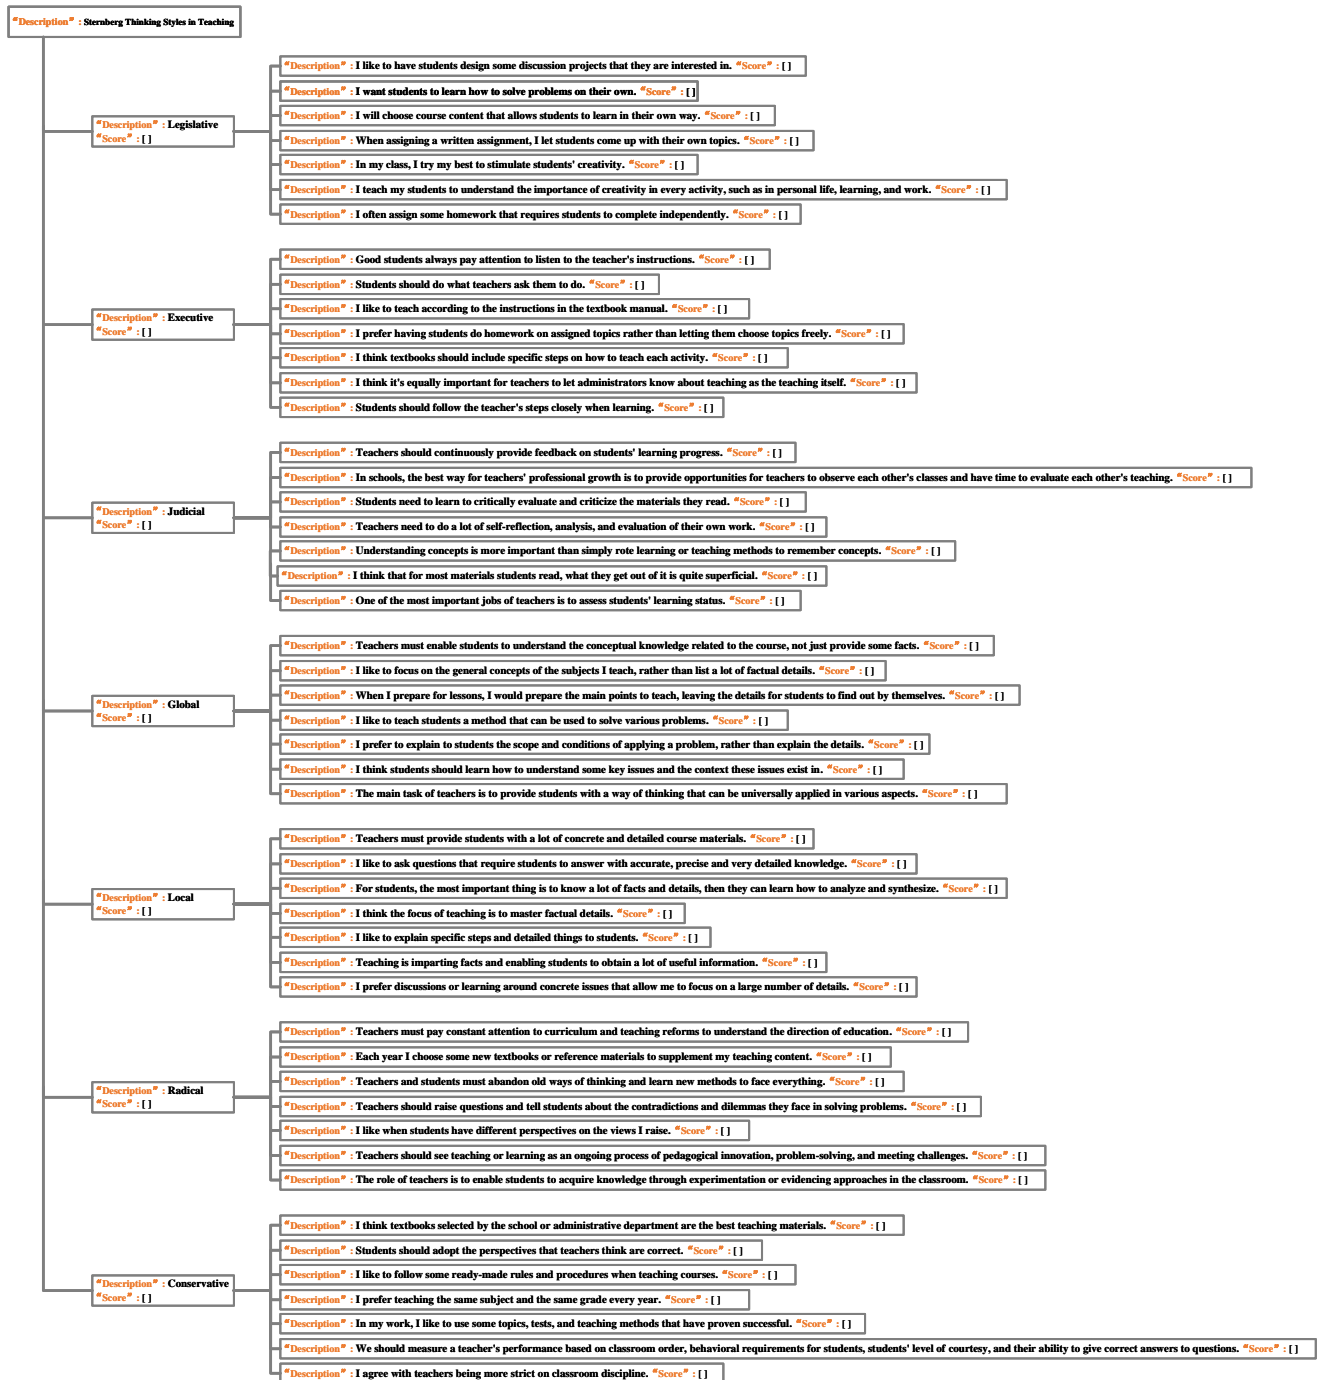 “Description” : Sternberg Thinking Styles in Teaching
“Description” : Legislative
“Score” : [ ]
“Description” : I like to have students design some discussion projects that they are interested in. “Score” : [ ]
“Description” : I want students to learn how to solve problems on their own. “Score” : [ ]
“Description” : I will choose course content that allows students to learn in their own way. “Score” : [ ]
“Description” : When assigning a written assignment, I let students come up with their own topics. “Score” : [ ]
“Description” : In my class, I try my best to stimulate students' creativity. “Score” : [ ]
“Description” : I teach my students to understand the importance of creativity in every activity, such as in personal life, learning, and work. “Score” : [ ]
“Description” : I often assign some homework that requires students to complete independently. “Score” : [ ]
“Description” : Executive
“Score” : [ ]
“Description” : Good students always pay attention to listen to the teacher's instructions. “Score” : [ ]
“Description” : Students should do what teachers ask them to do. “Score” : [ ]
“Description” : I like to teach according to the instructions in the textbook manual. “Score” : [ ]
“Description” : I prefer having students do homework on assigned topics rather than letting them choose topics freely. “Score” : [ ]
“Description” : I think textbooks should include specific steps on how to teach each activity. “Score” : [ ]
“Description” : I think it's equally important for teachers to let administrators know about teaching as the teaching itself. “Score” : [ ]
“Description” : Students should follow the teacher's steps closely when learning. “Score” : [ ]
“Description” : Judicial
“Score” : [ ]
“Description” : Teachers should continuously provide feedback on students' learning progress. “Score” : [ ]
“Description” : In schools, the best way for teachers' professional growth is to provide opportunities for teachers to observe each other's classes and have time to evaluate each other's teaching. “Score” : [ ]
“Description” : Students need to learn to critically evaluate and criticize the materials they read. “Score” : [ ]
“Description” : Teachers need to do a lot of self-reflection, analysis, and evaluation of their own work. “Score” : [ ]
“Description” : Understanding concepts is more important than simply rote learning or teaching methods to remember concepts. “Score” : [ ]
“Description” : I think that for most materials students read, what they get out of it is quite superficial. “Score” : [ ]
“Description” : One of the most important jobs of teachers is to assess students' learning status. “Score” : [ ]
“Description” : Global
“Score” : [ ]
“Description” : Teachers must enable students to understand the conceptual knowledge related to the course, not just provide some facts. “Score” : [ ]
“Description” : I like to focus on the general concepts of the subjects I teach, rather than list a lot of factual details. “Score” : [ ]
“Description” : When I prepare for lessons, I would prepare the main points to teach, leaving the details for students to find out by themselves. “Score” : [ ]
“Description” : I like to teach students a method that can be used to solve various problems. “Score” : [ ]
“Description” : I prefer to explain to students the scope and conditions of applying a problem, rather than explain the details. “Score” : [ ]
“Description” : I think students should learn how to understand some key issues and the context these issues exist in. “Score” : [ ]
“Description” : The main task of teachers is to provide students with a way of thinking that can be universally applied in various aspects. “Score” : [ ]
“Description” : Local
“Score” : [ ]
“Description” : Teachers must provide students with a lot of concrete and detailed course materials. “Score” : [ ]
“Description” : I like to ask questions that require students to answer with accurate, precise and very detailed knowledge. “Score” : [ ]
“Description” : For students, the most important thing is to know a lot of facts and details, then they can learn how to analyze and synthesize. “Score” : [ ]
“Description” : I think the focus of teaching is to master factual details. “Score” : [ ]
“Description” : I like to explain specific steps and detailed things to students. “Score” : [ ]
“Description” : Teaching is imparting facts and enabling students to obtain a lot of useful information. “Score” : [ ]
“Description” : I prefer discussions or learning around concrete issues that allow me to focus on a large number of details. “Score” : [ ]
“Description” : Radical
“Score” : [ ]
“Description” : Teachers must pay constant attention to curriculum and teaching reforms to understand the direction of education. “Score” : [ ]
“Description” : Each year I choose some new textbooks or reference materials to supplement my teaching content. “Score” : [ ]
“Description” : Teachers and students must abandon old ways of thinking and learn new methods to face everything. “Score” : [ ]
“Description” : Teachers should raise questions and tell students about the contradictions and dilemmas they face in solving problems. “Score” : [ ]
“Description” : I like when students have different perspectives on the views I raise. “Score” : [ ]
“Description” : Teachers should see teaching or learning as an ongoing process of pedagogical innovation, problem-solving, and meeting challenges. “Score” : [ ]
“Description” : The role of teachers is to enable students to acquire knowledge through experimentation or evidencing approaches in the classroom. “Score” : [ ]
“Description” : Conservative
“Score” : [ ]
“Description” : I think textbooks selected by the school or administrative department are the best teaching materials. “Score” : [ ]
“Description” : Students should adopt the perspectives that teachers think are correct. “Score” : [ ]
“Description” : I like to follow some ready-made rules and procedures when teaching courses. “Score” : [ ]
“Description” : I prefer teaching the same subject and the same grade every year. “Score” : [ ]
“Description” : In my work, I like to use some topics, tests, and teaching methods that have proven successful. “Score” : [ ]
“Description” : We should measure a teacher's performance based on classroom order, behavioral requirements for students, students' level of courtesy, and their ability to give correct answers to questions. “Score” : [ ]
“Description” : I agree with teachers being more strict on classroom discipline. “Score” : [ ]